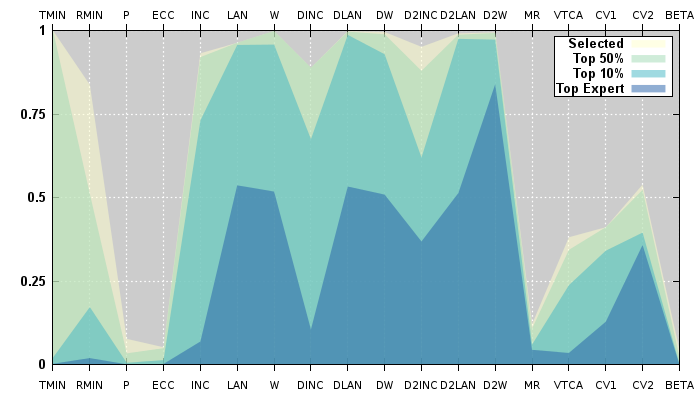 TMIN RMIN P ECC INC LAN W DINC DLAN DW D2INC D2LAN D2W MR VTCA CV1 CV2 BETA
1
Selected
Top 50%
Top 10%
Top Expert
0.75
0.5
0.25
0
TMIN RMIN P ECC INC LAN W DINC DLAN DW D2INC D2LAN D2W MR VTCA CV1 CV2 BETA